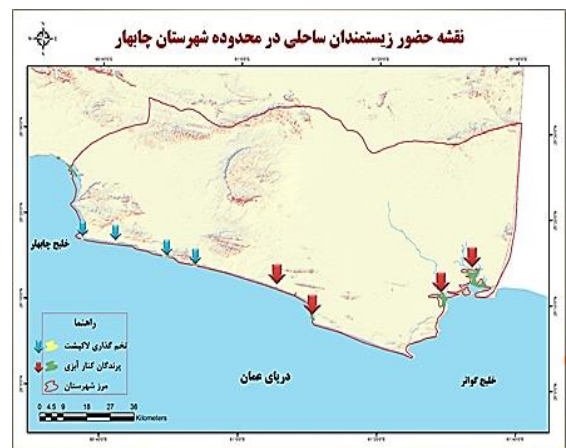 نقشه حضور زیستمندان ساحلی در محدوده شهرستان چابهار
خلیج چابهار
دریای عمان
خلیج گواتر
راهنما
تخم گذاری لاکپشت
پرندگان کنار آبزی
مرز شهرستان
0 4.5 9 18 27 36
Kilometers